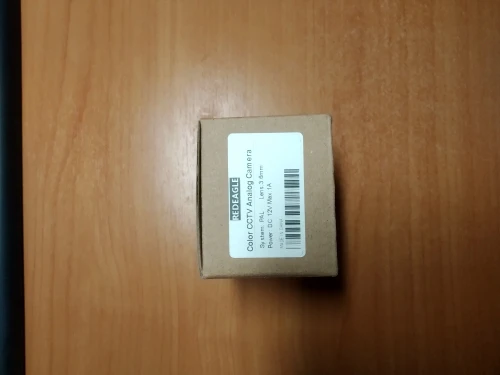 REDEAGLE
Color CCTV Analog Camera
System: PAL Lens:3.6mm
Power: DC 12V Max 1A